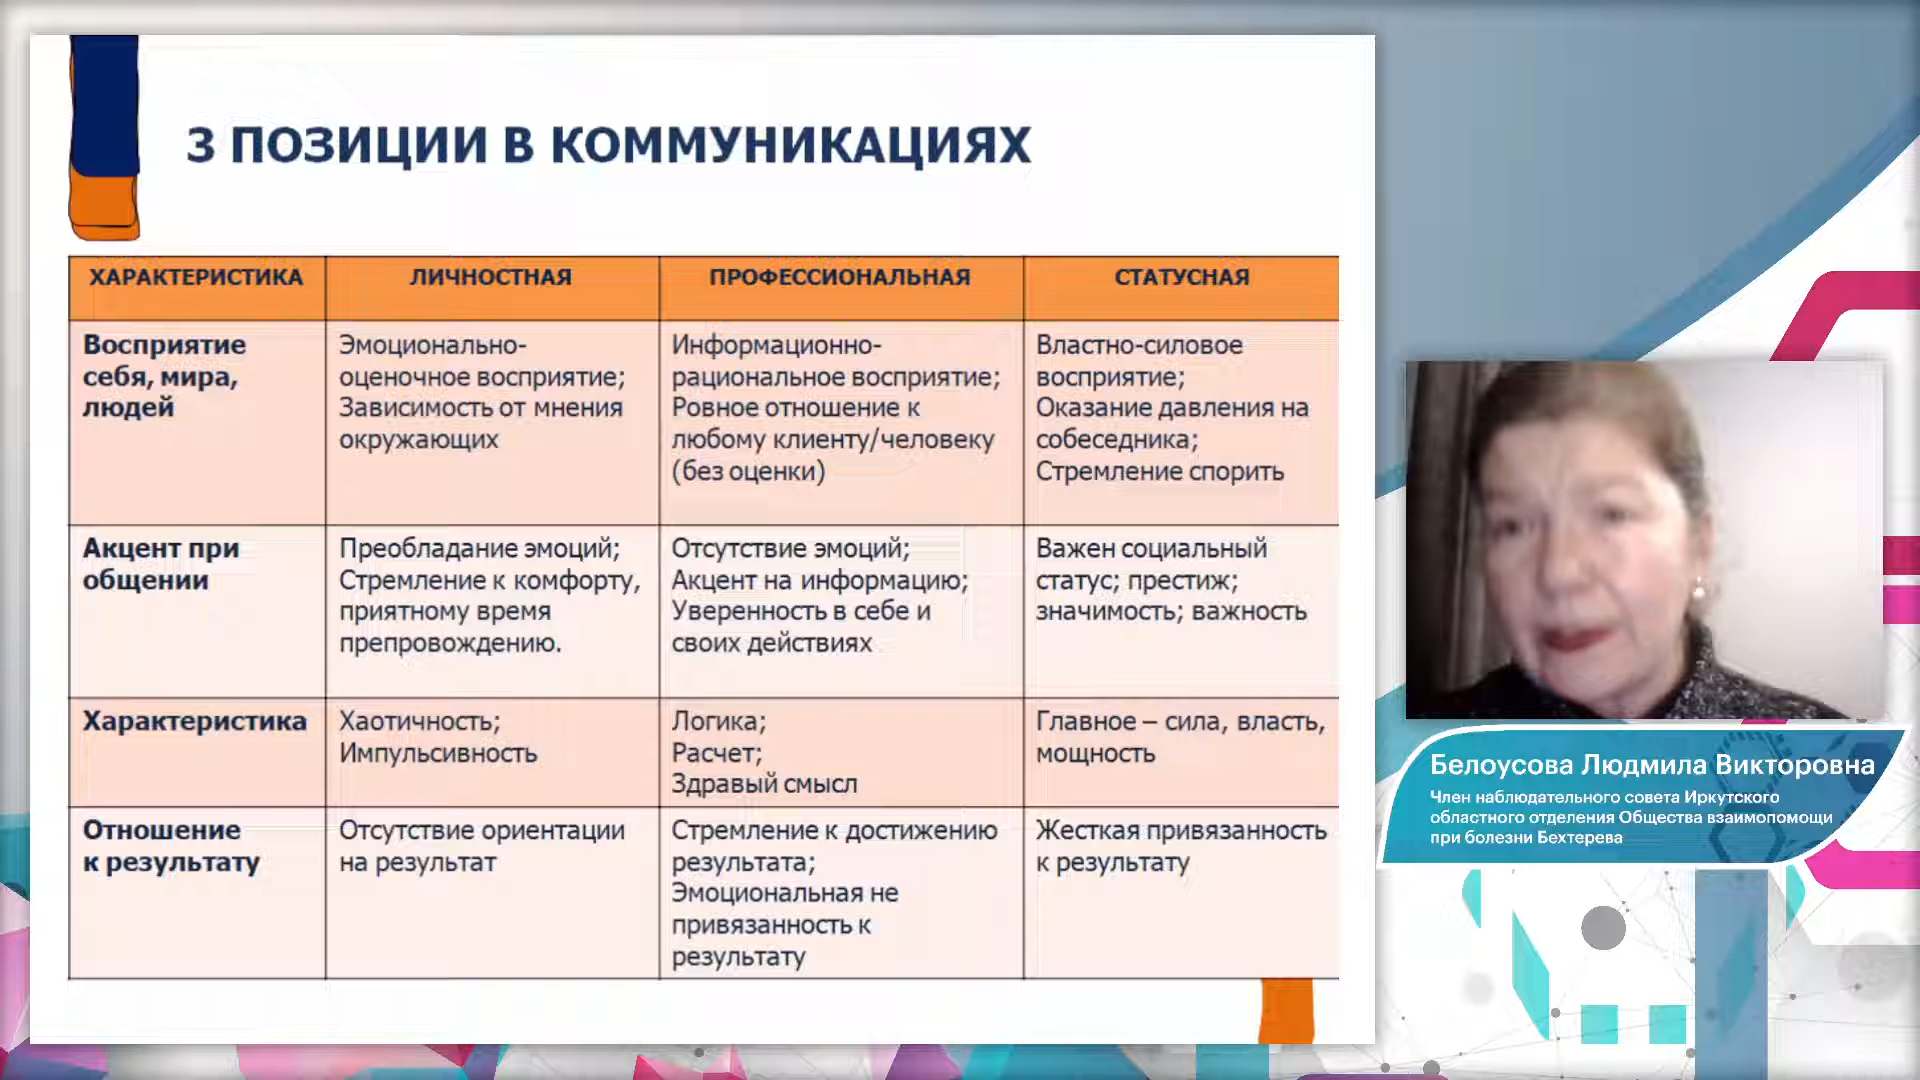 3 ПОЗИЦИИ В КОММУНИКАЦИЯХ
ХАРАКТЕРИСТИКА
ЛИЧНОСТНАЯ
ПРОФЕССИОНАЛЬНАЯ
СТАТУСНАЯ
Восприятие
себя, мира,
людей
Эмоционально-
оценочное восприятие;
Зависимость от мнения
окружающих
Информационно-
рациональное восприятие;
Ровное отношение к
любому клиенту/человеку
(без оценки)
Властно-силовое
восприятие;
Оказание давления на
собеседника;
Стремление спорить
Акцент при
общении
Преобладание эмоций;
Стремление к комфорту,
приятному время
препровождению.
Отсутствие эмоций;
Акцент на информацию;
Уверенность в себе и
своих действиях
Важен социальный
статус; престиж;
значимость; важность
Характеристика
Хаотичность;
Импульсивность
Логика;
Расчет;
Здравый смысл
Главное – сила, власть,
мощность
Отношение
к результату
Отсутствие ориентации
на результат
Стремление к достижению
результата;
Эмоциональная не
привязанность к
результату
Жесткая привязанность
к результату
Белоусова Людмила Викторовна
Член наблюдательного совета Иркутского
областного отделения Общества взаимопомощи
при болезни Бехтерева